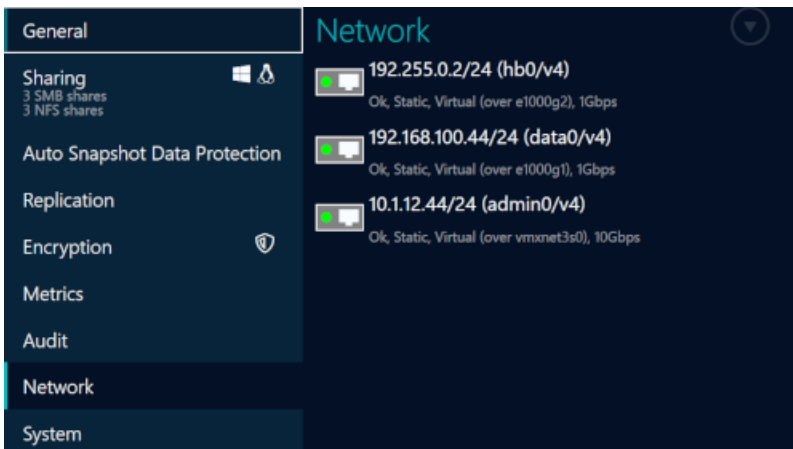 General
Sharing
3 SMB shares
3 NFS shares
Auto Snapshot Data Protection
Replication
Encryption
Metrics
Audit
Network
System
Network
192.255.0.2/24 (hb0/v4)
Ok, Static, Virtual (over e1000g2), 1Gbps
192.168.100.44/24 (data0/v4)
Ok, Static, Virtual (over e1000g1), 1Gbps
10.1.12.44/24 (admin0/v4)
Ok, Static, Virtual (over vmxnet3s0), 10Gbps